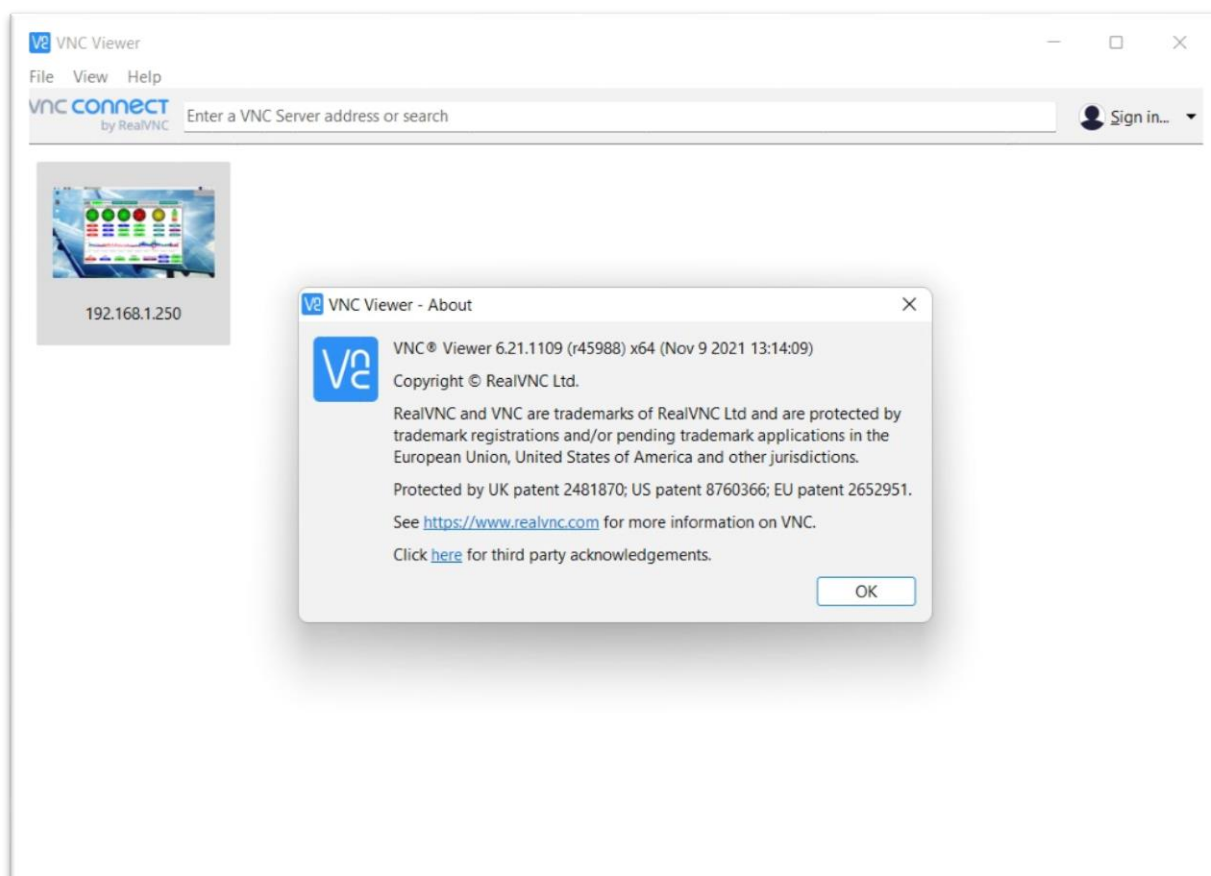 VNC Viewer
File View Help
vnc connect
by RealVNC
Enter a VNC Server address or search
Sign in...
192.168.1.250
VNC Viewer - About
VNC® Viewer 6.21.1109 (r45988) x64 (Nov 9 2021 13:14:09)
Copyright © RealVNC Ltd.
RealVNC and VNC are trademarks of RealVNC Ltd and are protected by
trademark registrations and/or pending trademark applications in the
European Union, United States of America and other jurisdictions.
Protected by UK patent 2481870; US patent 8760366; EU patent 2652951.
See https://www.realvnc.com for more information on VNC.
Click here for third party acknowledgements.
OK